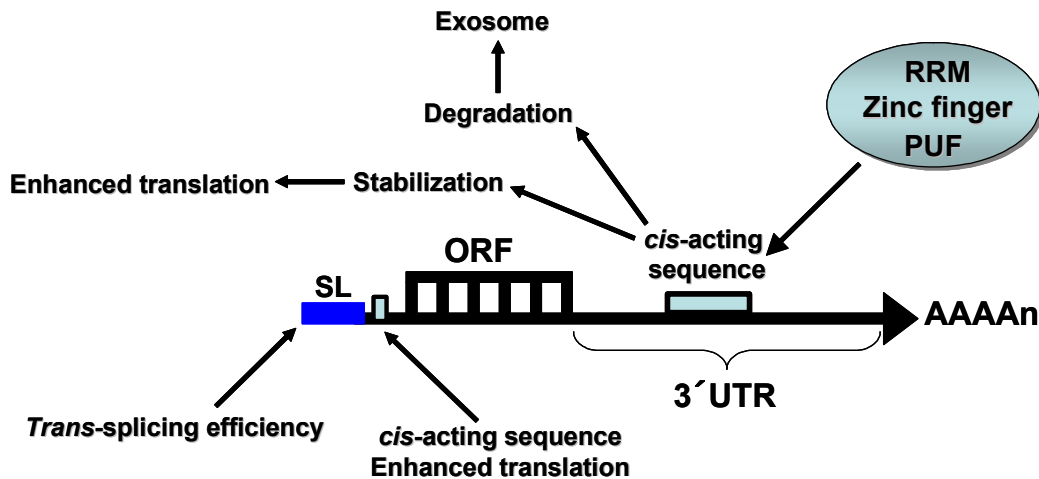 Exosome
RRM
Zinc finger
PUF
Degradation
Enhanced translation
Stabilization
cis-acting
sequence
ORF
SL
AAAAn
3´UTR
Trans-splicing efficiency
cis-acting sequence
Enhanced translation